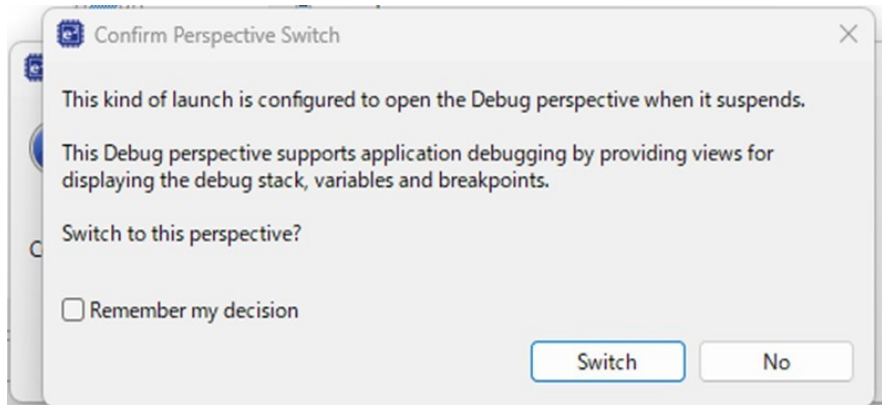 Confirm Perspective Switch
This kind of launch is configured to open the Debug perspective when it suspends.
This Debug perspective supports application debugging by providing views for
displaying the debug stack, variables and breakpoints.
Switch to this perspective?
Remember my decision
Switch
No